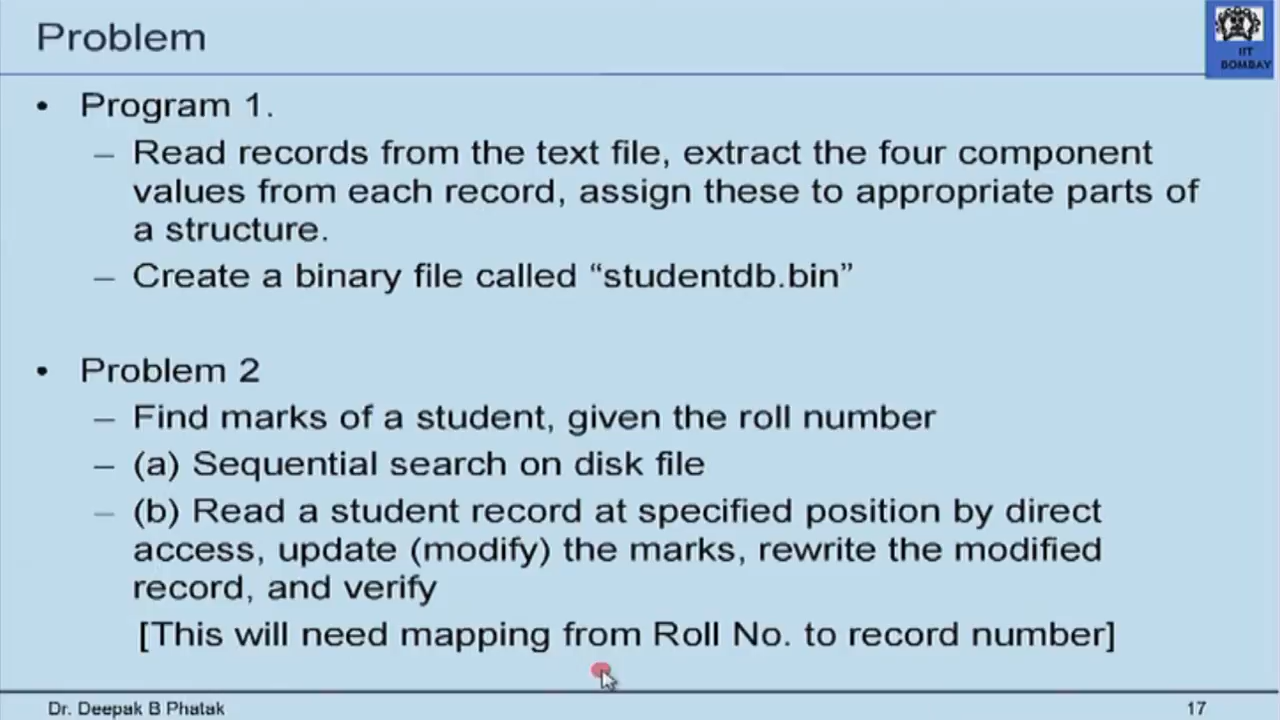 Problem
IIT
BOMBAY
• Program 1.
– Read records from the text file, extract the four component
values from each record, assign these to appropriate parts of
a structure.
– Create a binary file called “studentdb.bin”
• Problem 2
– Find marks of a student, given the roll number
– (a) Sequential search on disk file
– (b) Read a student record at specified position by direct
access, update (modify) the marks, rewrite the modified
record, and verify
[This will need mapping from Roll No. to record number]
Dr. Deepak B Phatak
17